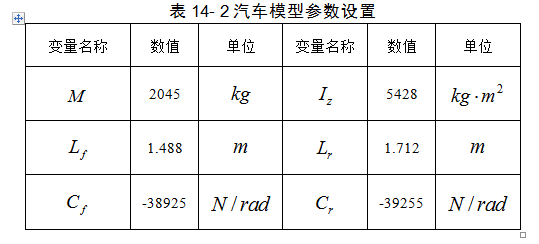 表 14- 2 汽车模型参数设置
变量名称 数值 单位 变量名称 数值 单位
M 2045 kg I_z 5428 kg·m²
L_f 1.488 m L_r 1.712 m
C_f -38925 N/rad C_r -39255 N/rad